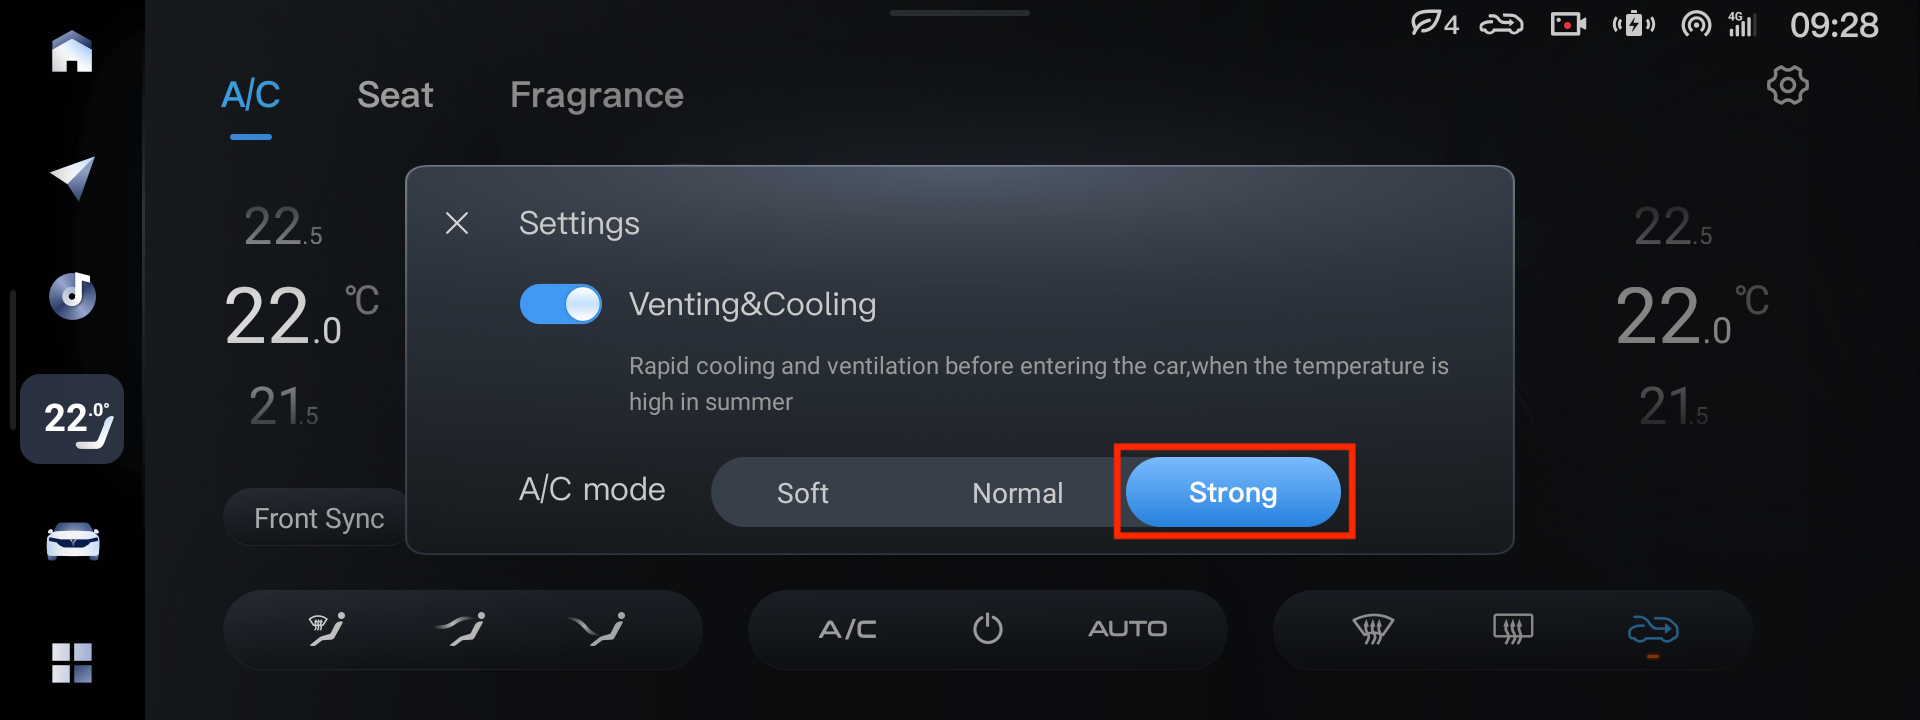 4
4G
09:28
A/C Seat Fragrance
22.5
22.0 ℃
21.5
22.0°
Front Sync
Settings
Venting&Cooling
Rapid cooling and ventilation before entering the car,when the temperature is
high in summer
A/C mode Soft Normal Strong
22.5
22.0 ℃
21.5
A/C AUTO